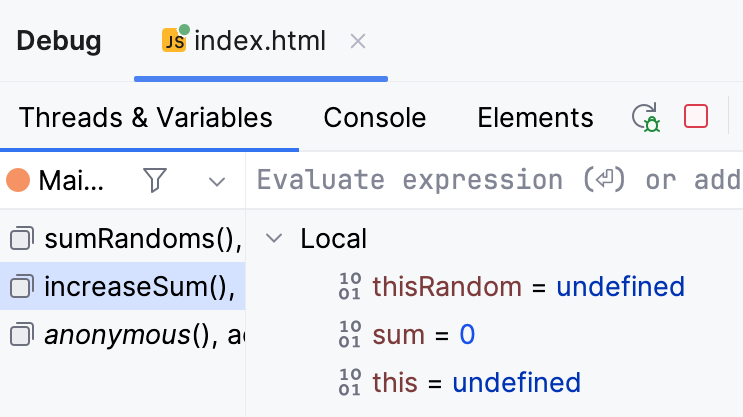 Debug
JS index.html
Threads & Variables Console Elements
Mai... Evaluate expression (⏎) or add
sumRandoms(),
increaseSum(),
anonymous(), a
Local
thisRandom = undefined
sum = 0
this = undefined